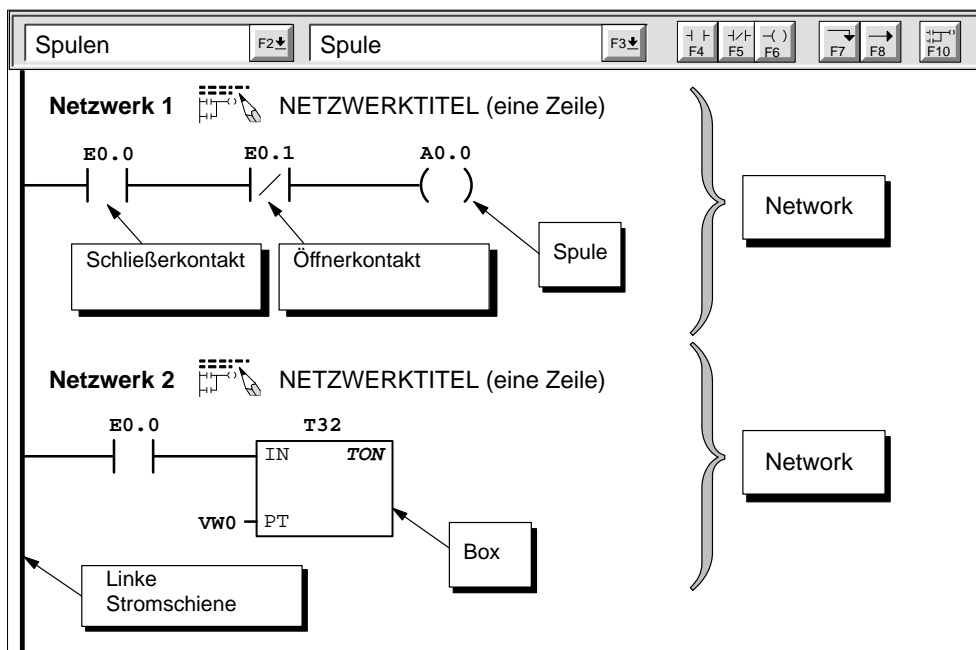 Spulen F2 Spule F3 F4 F5 F6 F7 F8 F10
Netzwerk 1 NETZWERKTITEL (eine Zeile)
E0.0 E0.1 A0.0
Network
Schließerkontakt
Öffnerkontakt
Spule
Netzwerk 2 NETZWERKTITEL (eine Zeile)
E0.0 T32
IN TON
Network
VW0 PT
Box
Linke
Stromschiene